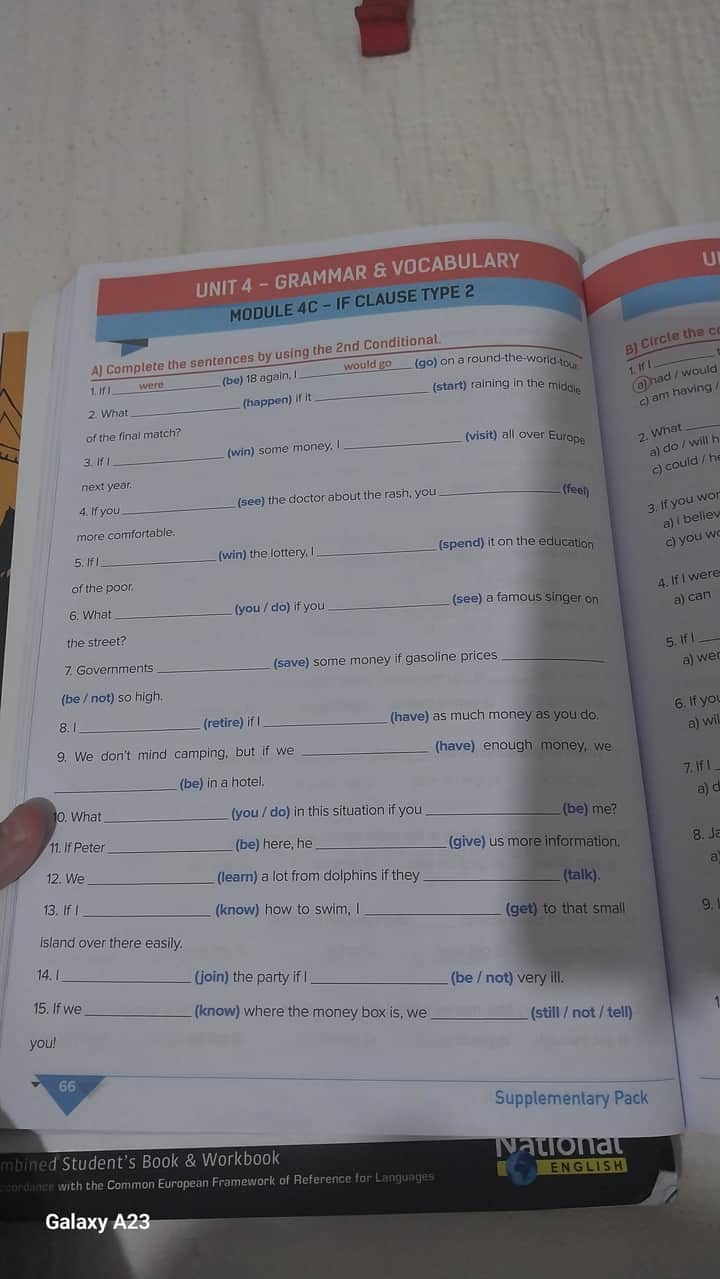 UNIT 4 – GRAMMAR & VOCABULARY
MODULE 4C – IF CLAUSE TYPE 2
A) Complete the sentences by using the 2nd Conditional.
1. If I were (be) 18 again, I would go (go) on a round-the-world-tour.
2. What (happen) if it (start) raining in the middle
of the final match?
3. If I (win) some money, I (visit) all over Europe
next year.
4. If you (see) the doctor about the rash, you (feel)
more comfortable.
5. If I (win) the lottery, I (spend) it on the education
of the poor.
6. What (you / do) if you (see) a famous singer on
the street?
7. Governments (save) some money if gasoline prices
(be / not) so high.
8. I (retire) if I (have) as much money as you do.
9. We don't mind camping, but if we (have) enough money, we
(be) in a hotel.
10. What (you / do) in this situation if you (be) me?
11. If Peter (be) here, he (give) us more information.
12. We (learn) a lot from dolphins if they (talk).
13. If I (know) how to swim, I (get) to that small
island over there easily.
14. I (join) the party if I (be / not) very ill.
15. If we (know) where the money box is, we (still / not / tell)
you!
66
Supplementary Pack
B) Circle the
1. If I
a) had / would
c) am having /
2. What
a) do / will
c) could /
3. If you
a) i
c) you
4. If I were
a) can
5. If I
a)
6. If
a)
7. If I
a)
8.
a)
9.
Student's Book & Workbook
with the Common European Framework of Reference for Languages
National
ENGLISH
Galaxy A23